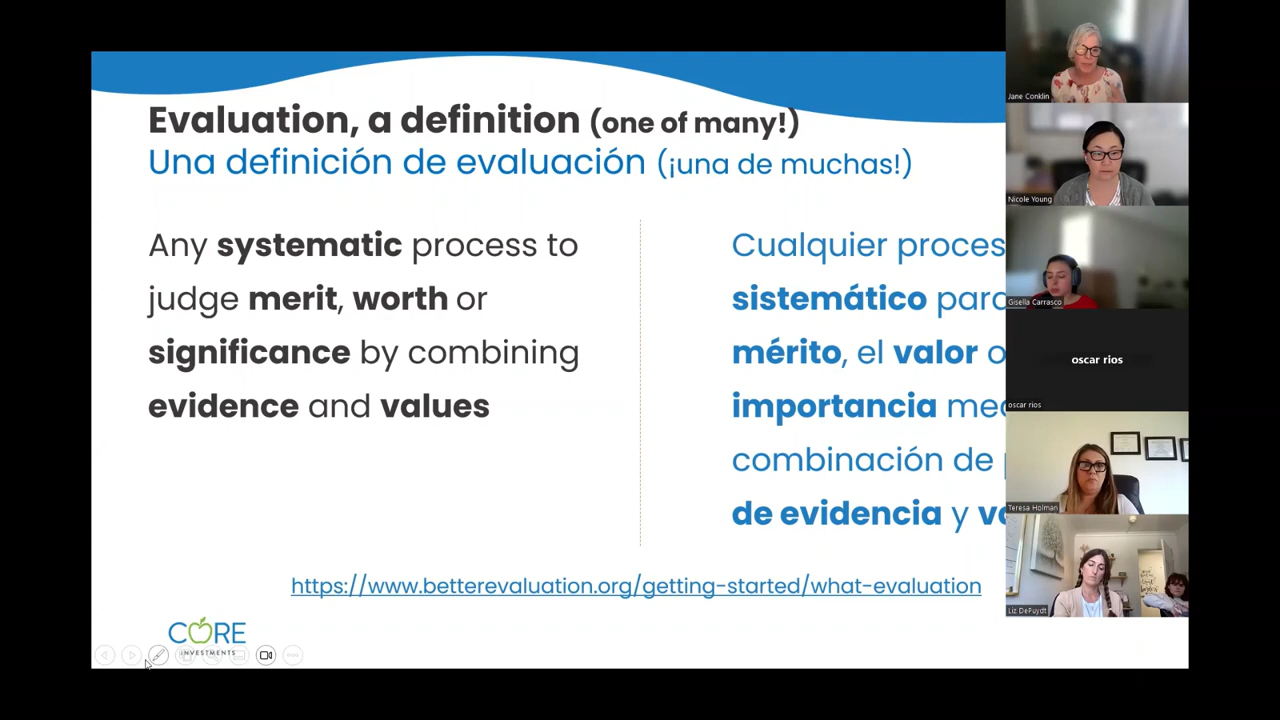 Evaluation, a definition (one of many!)
Una definición de evaluación (¡una de muchas!)
Any systematic process to
judge merit, worth or
significance by combining
evidence and values
Cualquier proces
sistemático para
mérito, el valor o
importancia med
combinación de
de evidencia y va
https://www.betterevaluation.org/getting-started/what-evaluation
CORE
INVESTMENTS
Jane Conklin
Nicole Young
Gisella Carrasco
oscar rios
oscar rios
Teresa Holman
Liz DePuydt